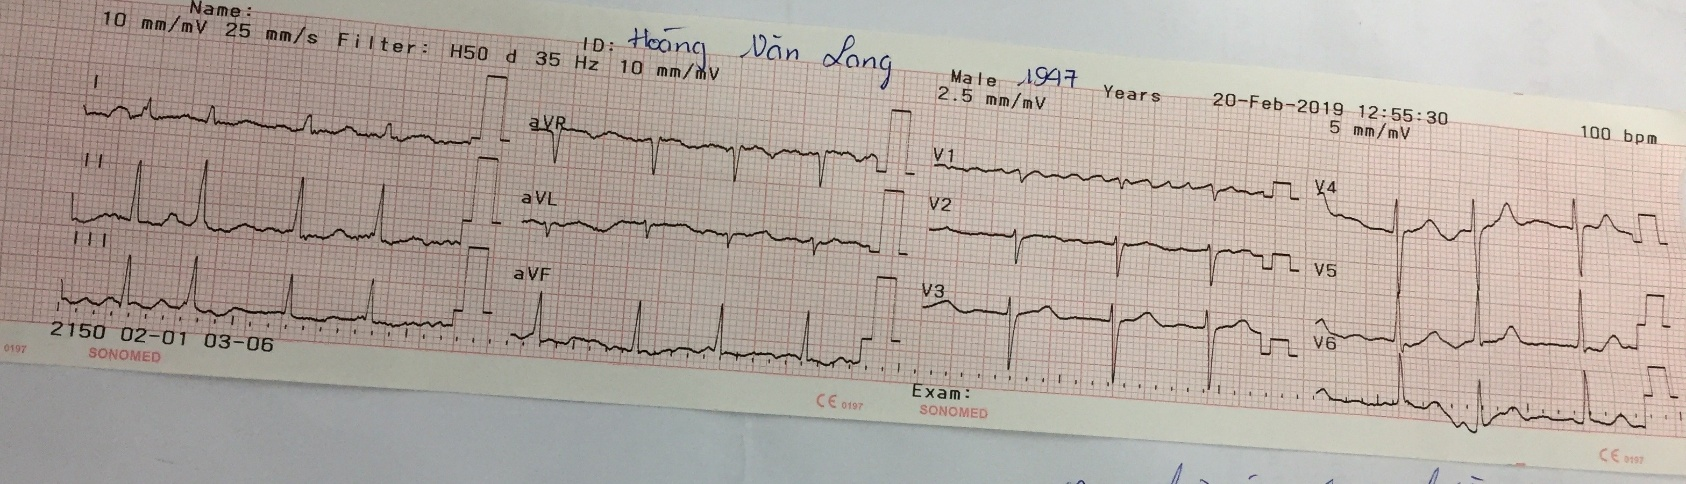 Name:
10 mm/mV 25 mm/s Filter: H50 d 35 Hz 10 mm/mV
ID: Hoàng Văn Long
Male 1947 Years
2.5 mm/mV
20-Feb-2019 12:55:30
5 mm/mV
100 bpm
I
aVR
V1
V4
II
aVL
V2
V5
III
aVF
V3
V6
2150 02-01 03-06
0197 SONOMED
CE 0197
Exam:
SONOMED
CE 0197